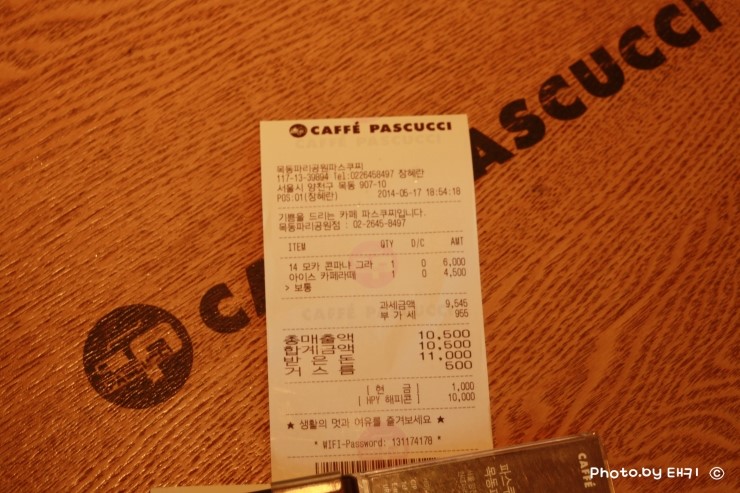 CAFFÉ PASCUCCI
목동파리공원파스쿠찌
117-13-39894 Tel:0226458497 장혜란
서울시 양천구 목동 907-10
POS:01(장혜란) 2014-05-17 18:54:18
기쁨을 드리는 카페 파스쿠찌입니다.
목동파리공원점 : 02-2645-8497
ITEM QTY D/C AMT
14 모카 콘파나 그라 1 0 6,000
아이스 카페라떼 1 0 4,500
> 보통
과세금액 9,545
부가세 955
총매출액 10,500
합계금액 10,500
받은돈 11,000
거스름 500
[ 현 금 ] 1,000
[ HPY 해피콘 ] 10,000
★ 생활의 멋과 여유를 즐겨보세요 ★
* WIFI-Password: 131174178 *
ASCUCCI
CAFFÉ
Photo.by ㅐ긔